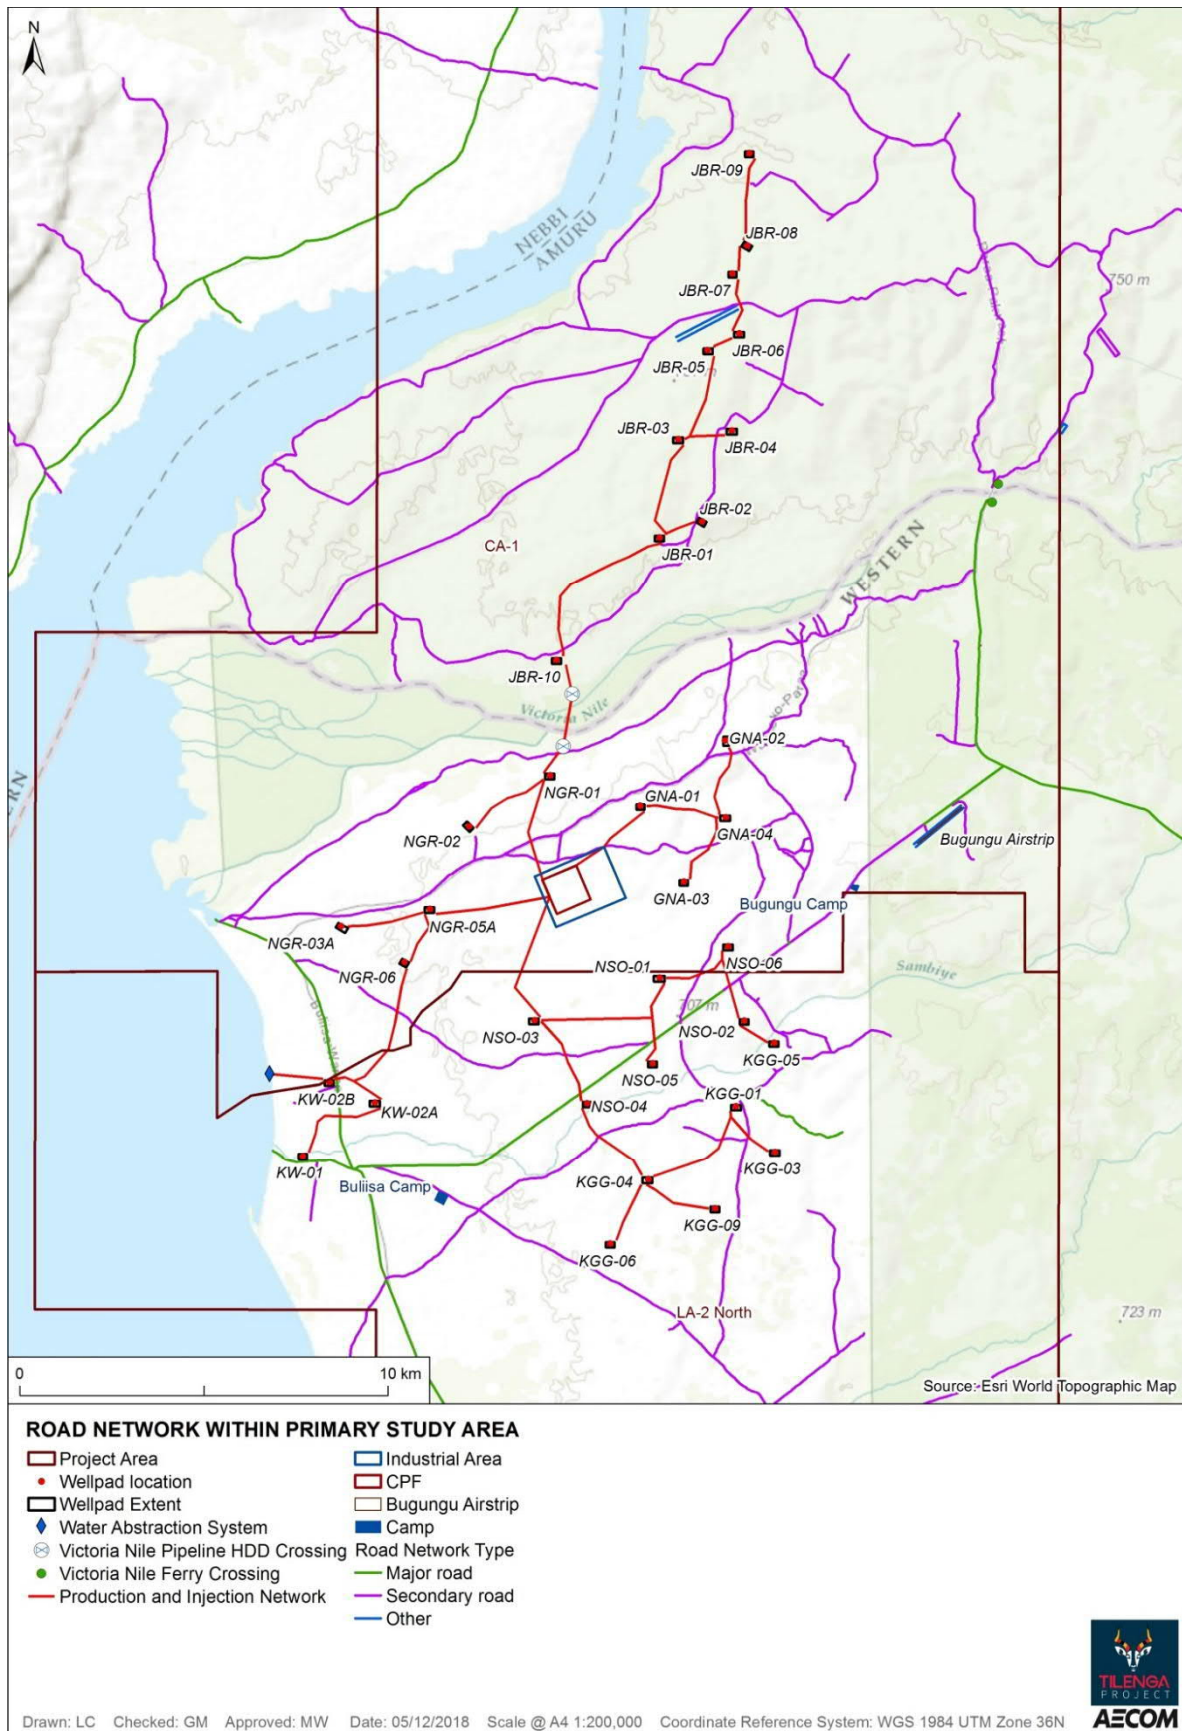 N
JBR-09
NEBBI
AMURU
JBR-08
JBR-07
750 m
JBR-06
JBR-05
JBR-03
JBR-04
JBR-02
CA-1
JBR-01
WESTERN
JBR-10
Victoria Nile
GNA-02
NGR-01
GNA-01
GNA-04
NGR-02
Bugungu Airstrip
GNA-03
Bugungu Camp
NGR-03A
NGR-05A
NSO-06
NSO-01
NGR-06
Sambiye
707 m
NSO-03
NSO-02
KGG-05
NSO-05
KW-02B
KW-02A
NSO-04
KGG-01
KW-01
KGG-03
Buliisa Camp
KGG-04
KGG-09
KGG-06
LA-2 North
723 m
0
10 km
Source: Esri World Topographic Map
ROAD NETWORK WITHIN PRIMARY STUDY AREA
Project Area
Wellpad location
Wellpad Extent
Water Abstraction System
Victoria Nile Pipeline HDD Crossing
Victoria Nile Ferry Crossing
Production and Injection Network
Industrial Area
CPF
Bugungu Airstrip
Camp
Road Network Type
Major road
Secondary road
Other
TILENGA
PROJECT
AECOM
Drawn: LC Checked: GM Approved: MW Date: 05/12/2018 Scale @ A4 1:200,000 Coordinate Reference System: WGS 1984 UTM Zone 36N